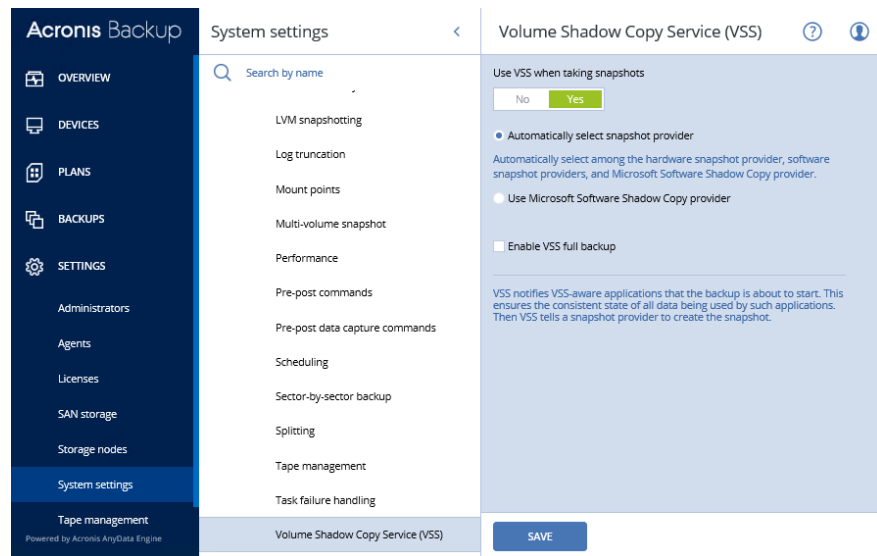 Acronis Backup
OVERVIEW
DEVICES
PLANS
BACKUPS
SETTINGS
Administrators
Agents
Licenses
SAN storage
Storage nodes
System settings
Tape management
Powered by Acronis AnyData Engine
System settings
Search by name
LVM snapshotting
Log truncation
Mount points
Multi-volume snapshot
Performance
Pre-post commands
Pre-post data capture commands
Scheduling
Sector-by-sector backup
Splitting
Tape management
Task failure handling
Volume Shadow Copy Service (VSS)
Volume Shadow Copy Service (VSS)
?
Use VSS when taking snapshots
No Yes
Automatically select snapshot provider
Automatically select among the hardware snapshot provider, software
snapshot providers, and Microsoft Software Shadow Copy provider.
Use Microsoft Software Shadow Copy provider
Enable VSS full backup
VSS notifies VSS-aware applications that the backup is about to start. This
ensures the consistent state of all data being used by such applications.
Then VSS tells a snapshot provider to create the snapshot.
SAVE